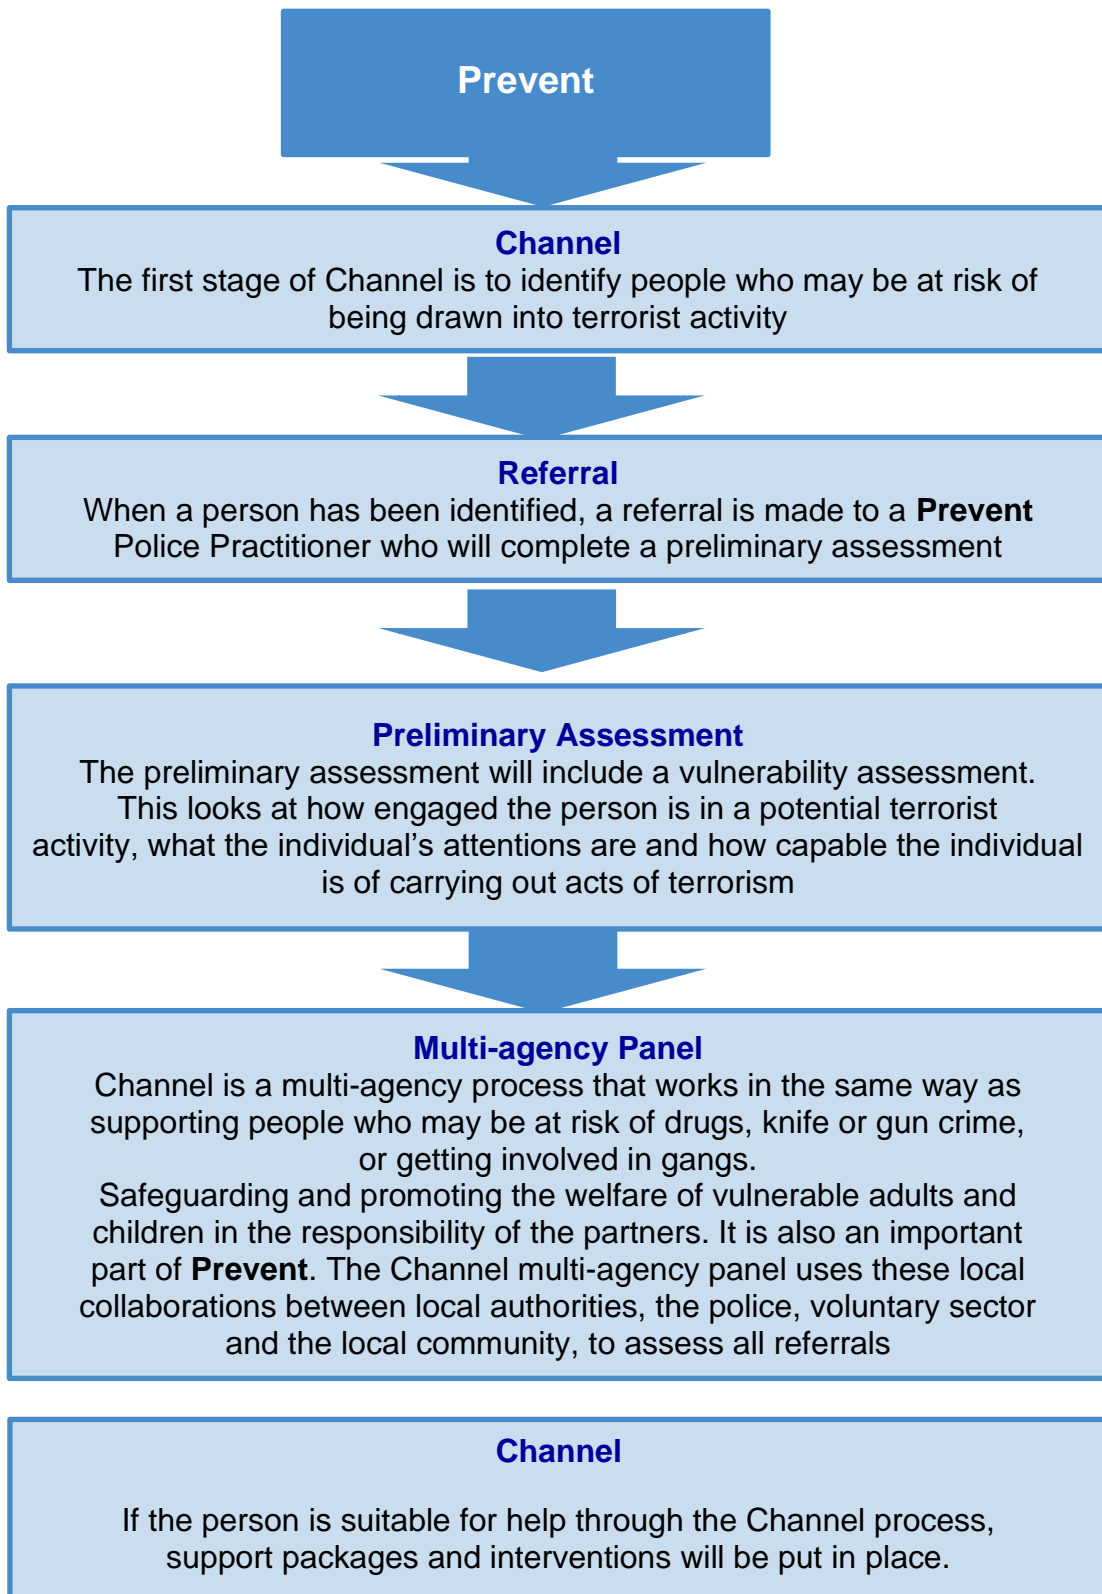 Prevent
Channel
The first stage of Channel is to identify people who may be at risk of
being drawn into terrorist activity
Referral
When a person has been identified, a referral is made to a Prevent
Police Practitioner who will complete a preliminary assessment
Preliminary Assessment
The preliminary assessment will include a vulnerability assessment.
This looks at how engaged the person is in a potential terrorist
activity, what the individual’s attentions are and how capable the individual
is of carrying out acts of terrorism
Multi-agency Panel
Channel is a multi-agency process that works in the same way as
supporting people who may be at risk of drugs, knife or gun crime,
or getting involved in gangs.
Safeguarding and promoting the welfare of vulnerable adults and
children in the responsibility of the partners. It is also an important
part of Prevent. The Channel multi-agency panel uses these local
collaborations between local authorities, the police, voluntary sector
and the local community, to assess all referrals
Channel
If the person is suitable for help through the Channel process,
support packages and interventions will be put in place.